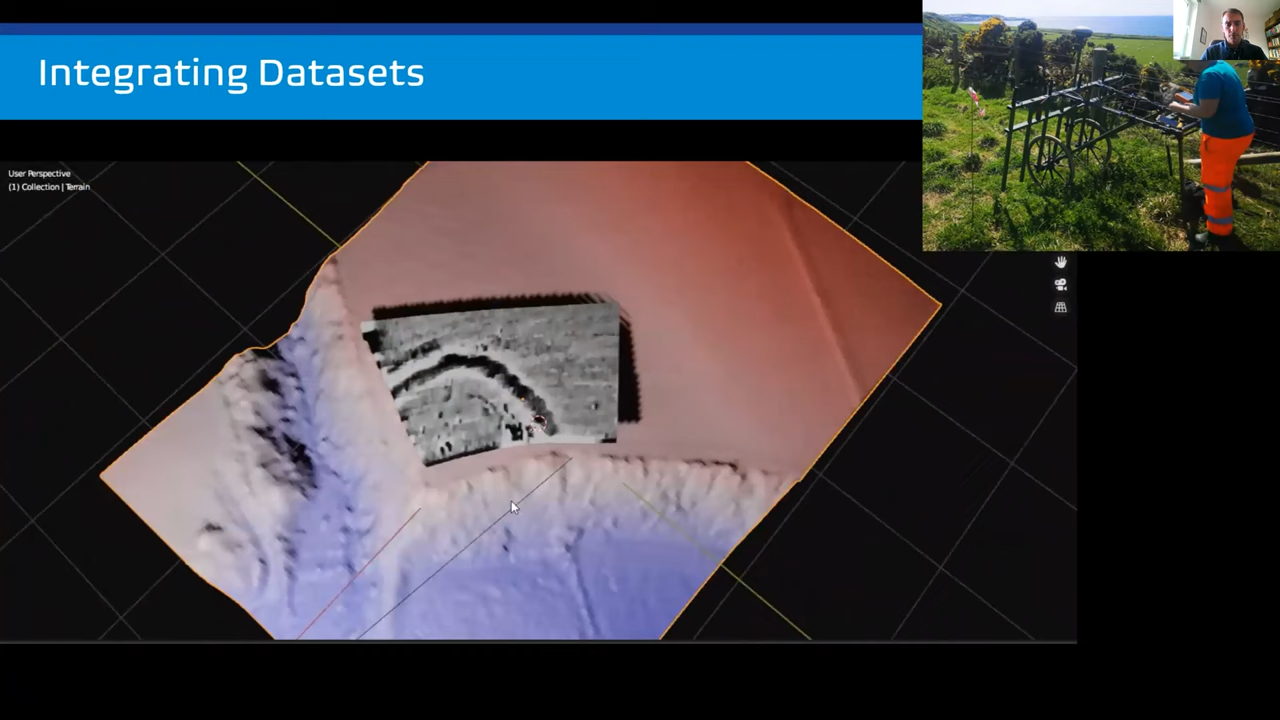 Integrating Datasets
User Perspective
(1) Collection | Terrain